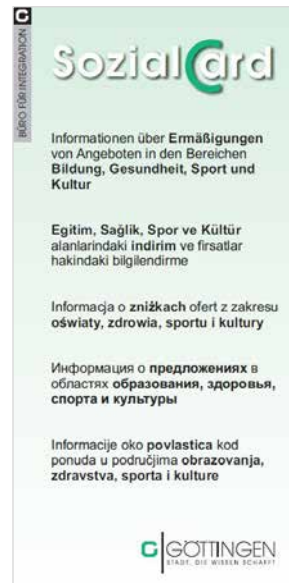 G
BÜRO FÜR INTEGRATION
SozialCard
Informationen über Ermäßigungen
von Angeboten in den Bereichen
Bildung, Gesundheit, Sport und
Kultur
Egitim, Sağlik, Spor ve Kültür
alanlarindaki indirim ve firsatlar
hakindaki bilgilendirme
Informacja o zniżkach ofert z zakresu
oświaty, zdrowia, sportu i kultury
Информация о предложениях в
областях образования, здоровья,
спорта и культуры
Informacije oko povlastica kod
ponuda u područjima obrazovanja,
zdravstva, sporta i kulture
G GÖTTINGEN
STADT, DIE WISSEN SCHAFFT